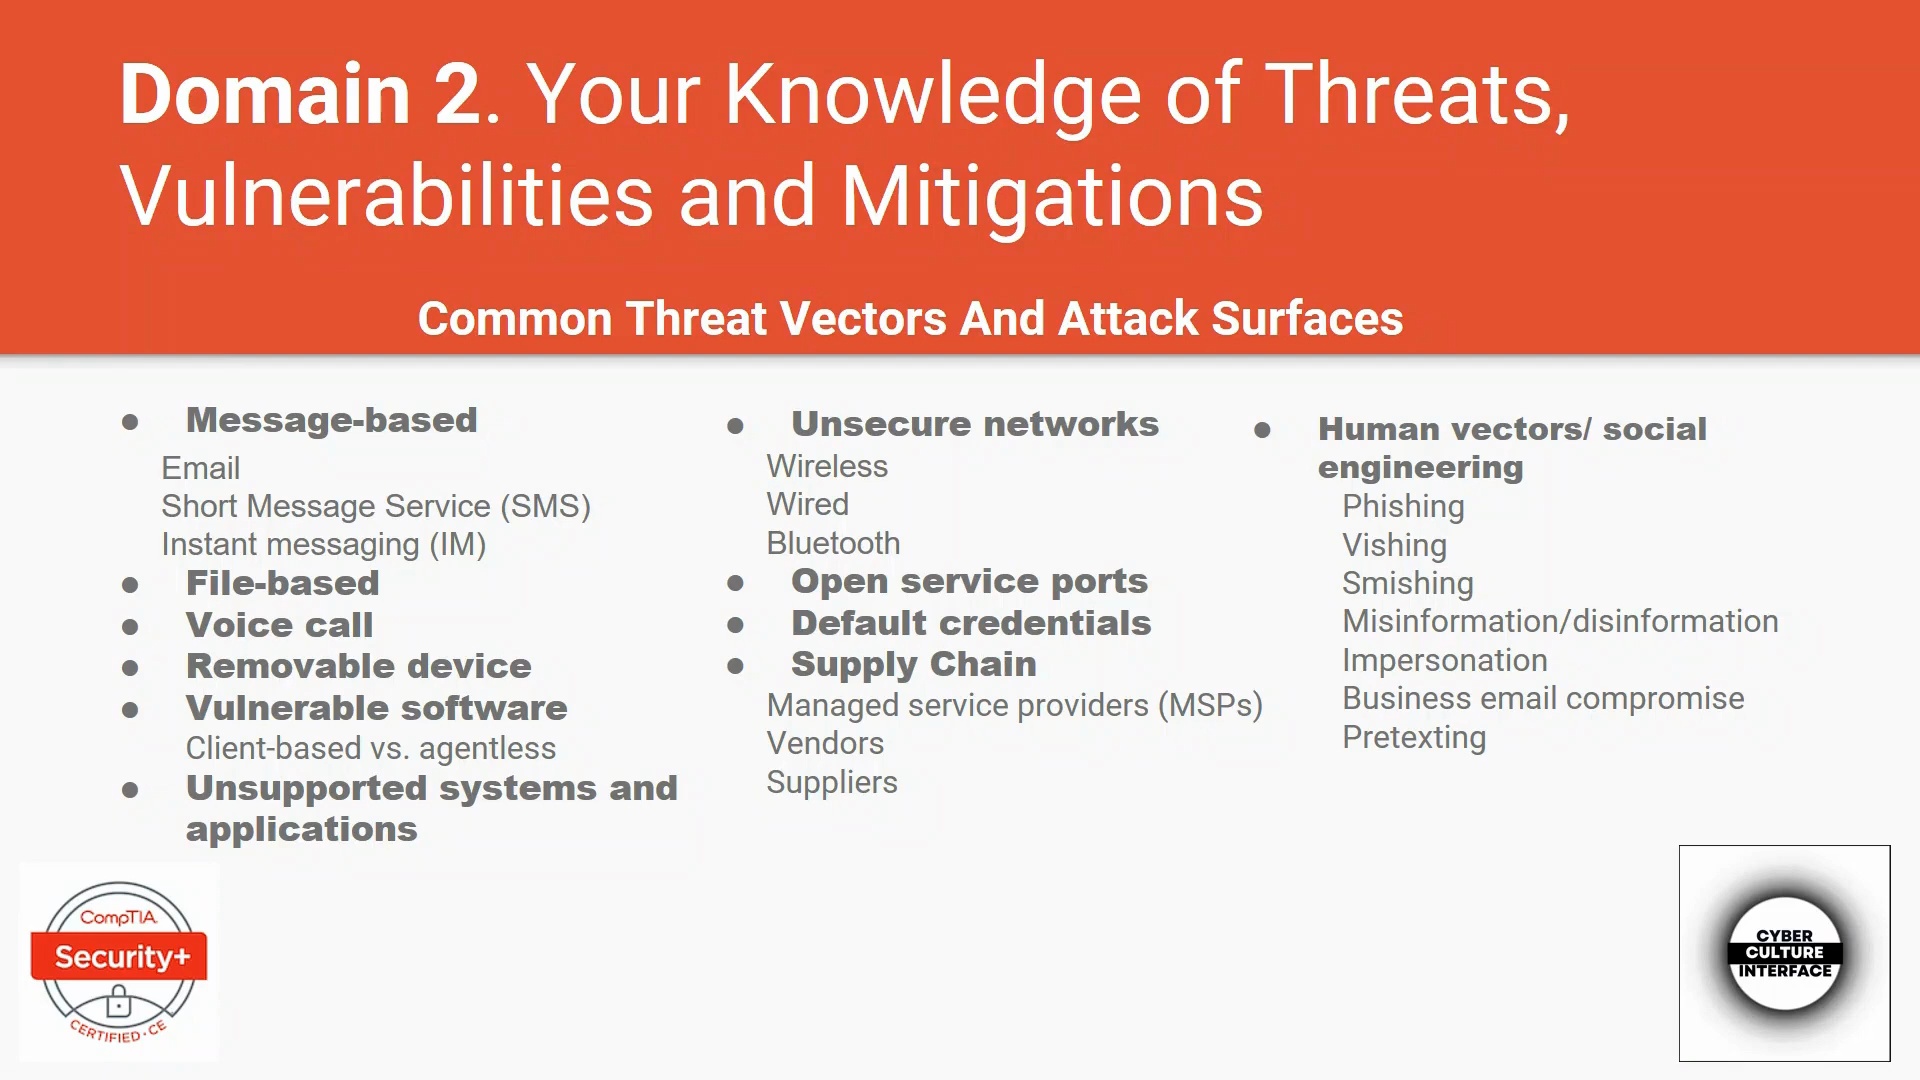 Domain 2. Your Knowledge of Threats,
Vulnerabilities and Mitigations
Common Threat Vectors And Attack Surfaces
● Message-based
Email
Short Message Service (SMS)
Instant messaging (IM)
● File-based
● Voice call
● Removable device
● Vulnerable software
Client-based vs. agentless
● Unsupported systems and
applications
● Unsecure networks
Wireless
Wired
Bluetooth
● Open service ports
● Default credentials
● Supply Chain
Managed service providers (MSPs)
Vendors
Suppliers
● Human vectors/ social
engineering
Phishing
Vishing
Smishing
Misinformation/disinformation
Impersonation
Business email compromise
Pretexting
CompTIA.
Security+
CERTIFIED·CE
CYBER
CULTURE
INTERFACE